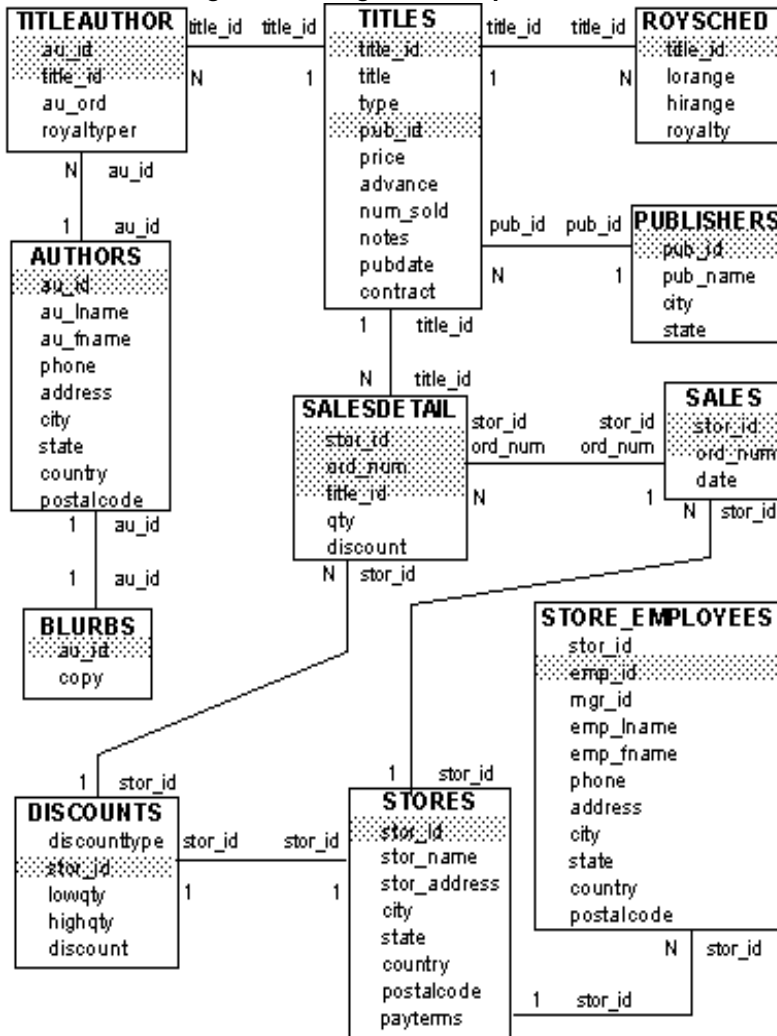 TITLEAUTHOR
au_id
title_id
au_ord
royaltyper
title_id title_id
N 1
TITLES
title_id
title
type
pub_id
price
advance
num_sold
notes
pubdate
contract
title_id title_id
1 N
ROYSCHED
title_id
lorange
hirange
royalty
N au_id
1 au_id
AUTHORS
au_id
au_lname
au_fname
phone
address
city
state
country
postalcode
pub_id pub_id
N 1
PUBLISHERS
pub_id
pub_name
city
state
1 title_id
N title_id
SALESDETAIL
stor_id
ord_num
title_id
qty
discount
stor_id stor_id
ord_num ord_num
N 1
SALES
stor_id
ord_num
date
N stor_id
1 au_id
1 au_id
BLURBS
au_id
copy
N stor_id
STORE_EMPLOYEES
stor_id
emp_id
mgr_id
emp_lname
emp_fname
phone
address
city
state
country
postalcode
1 stor_id
DISCOUNTS
discounttype
stor_id
lowqty
highqty
discount
stor_id stor_id
1 1
1 stor_id
STORES
stor_id
stor_name
stor_address
city
state
country
postalcode
payterms
N stor_id
1 stor_id